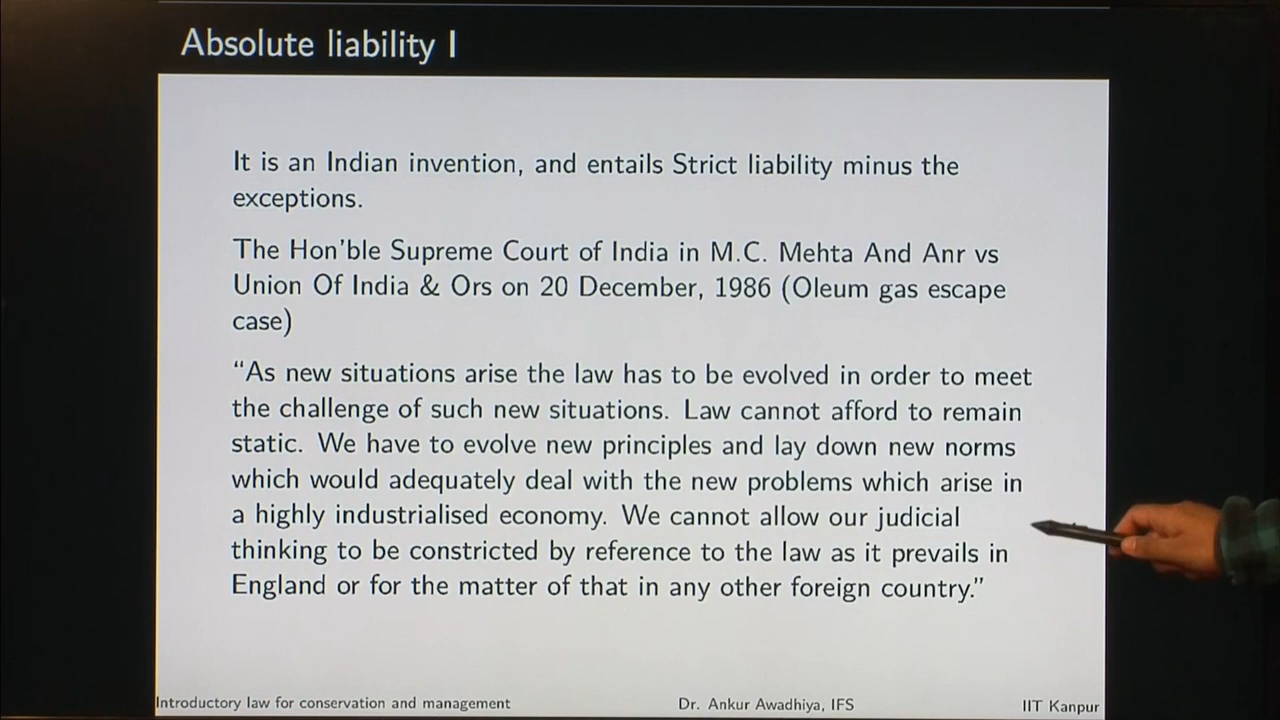 Absolute liability I
It is an Indian invention, and entails Strict liability minus the
exceptions.
The Hon'ble Supreme Court of India in M.C. Mehta And Anr vs
Union Of India & Ors on 20 December, 1986 (Oleum gas escape
case)
“As new situations arise the law has to be evolved in order to meet
the challenge of such new situations. Law cannot afford to remain
static. We have to evolve new principles and lay down new norms
which would adequately deal with the new problems which arise in
a highly industrialised economy. We cannot allow our judicial
thinking to be constricted by reference to the law as it prevails in
England or for the matter of that in any other foreign country.”
Introductory law for conservation and management Dr. Ankur Awadhiya, IFS IIT Kanpur